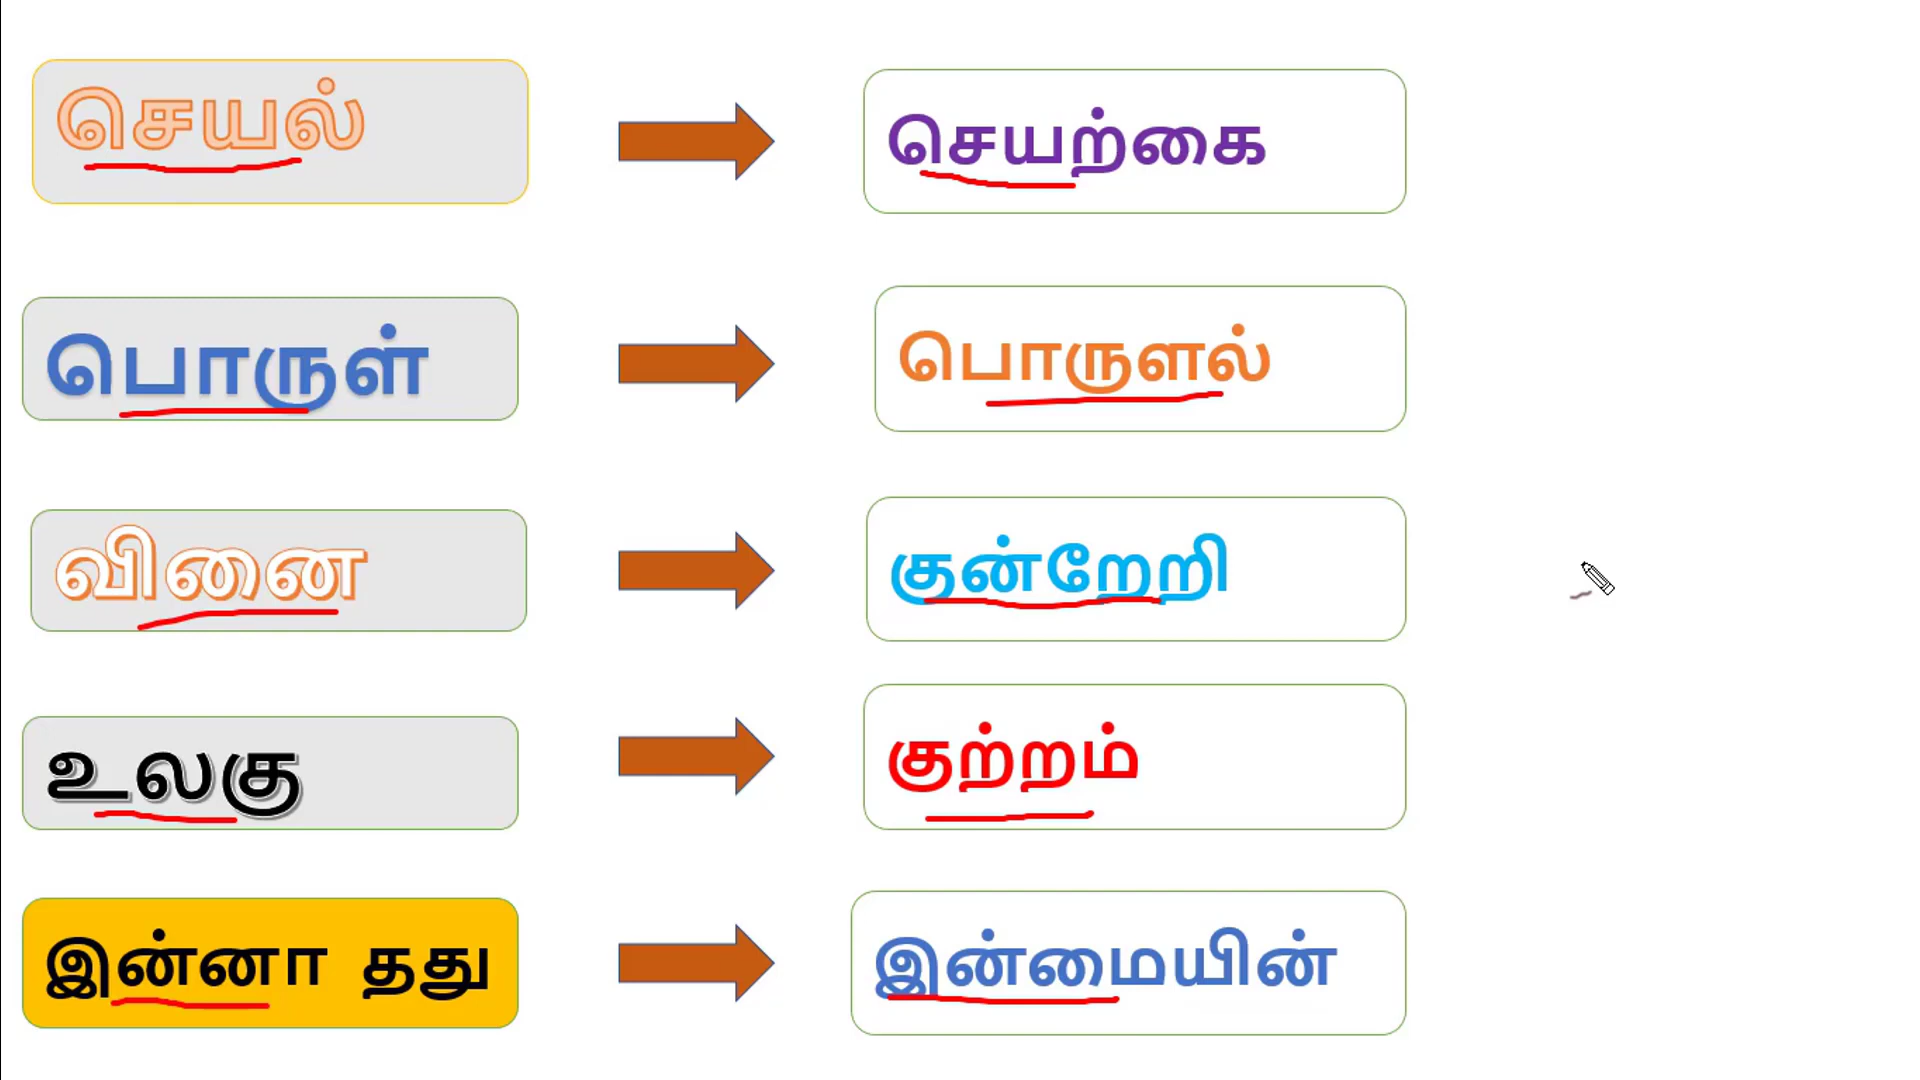 செயல் செயற்கை
பொருள் பொருளல்
வினை குன்றேறி
உலகு குற்றம்
இன்னா தது இன்மையின்